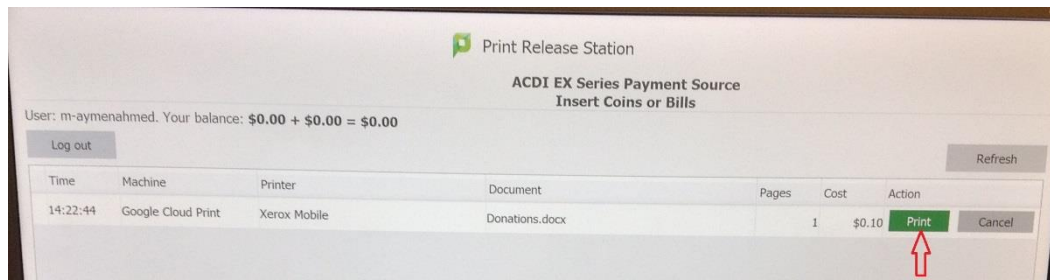 Print Release Station
ACDI EX Series Payment Source
Insert Coins or Bills
User: m-aymenahmed. Your balance: $0.00 + $0.00 = $0.00
Log out
Refresh
Time Machine Printer Document Pages Cost Action
14:22:44 Google Cloud Print Xerox Mobile Donations.docx 1 $0.10 Print Cancel